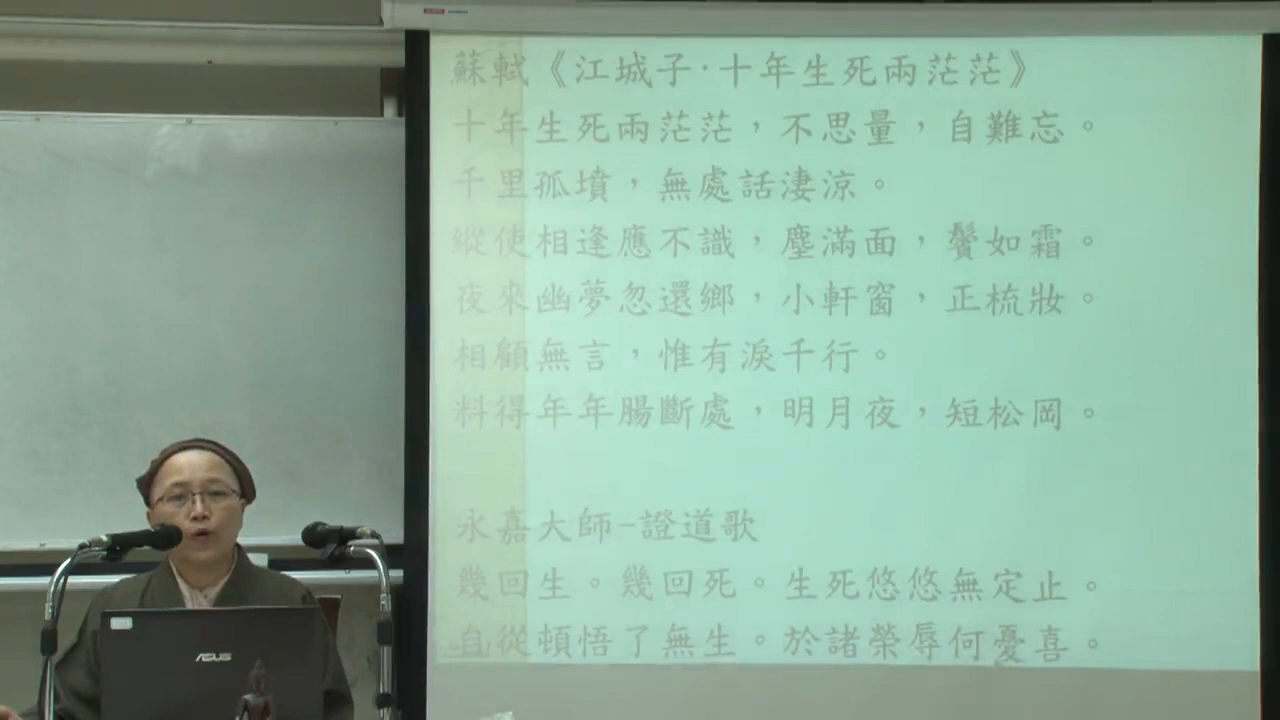 蘇軾《江城子·十年生死兩茫茫》
十年生死兩茫茫，不思量，自難忘。
千里孤墳，無處話淒涼。
縱使相逢應不識，塵滿面，鬢如霜。
夜來幽夢忽還鄉，小軒窗，正梳妝。
相顧無言，惟有淚千行。
料得年年腸斷處，明月夜，短松岡。
永嘉大師-證道歌
幾回生。幾回死。生死悠悠無定止。
自從頓悟了無生。於諸榮辱何憂喜。
ASUS